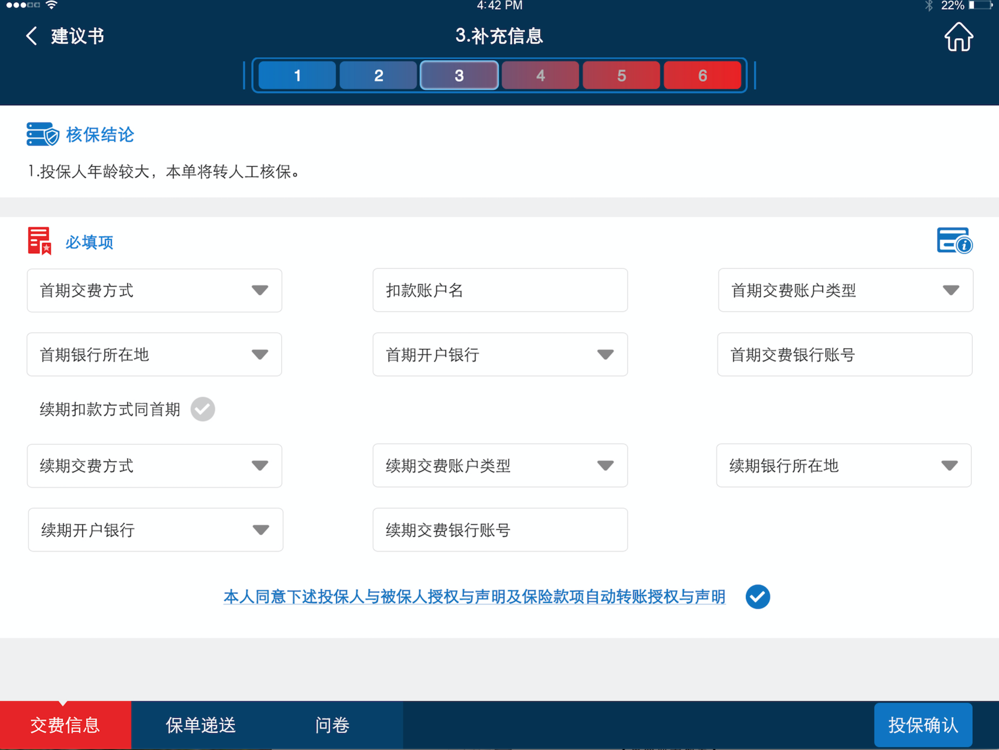 4:42 PM
22%
建议书
3.补充信息
1 2 3 4 5 6
核保结论
1.投保人年龄较大，本单将转人工核保。
必填项
首期交费方式 扣款账户名 首期交费账户类型
首期银行所在地 首期开户银行 首期交费银行账号
续期扣款方式同首期
续期交费方式 续期交费账户类型 续期银行所在地
续期开户银行 续期交费银行账号
本人同意下述投保人与被保人授权与声明及保险款项自动转账授权与声明
交费信息 保单递送 问卷 投保确认